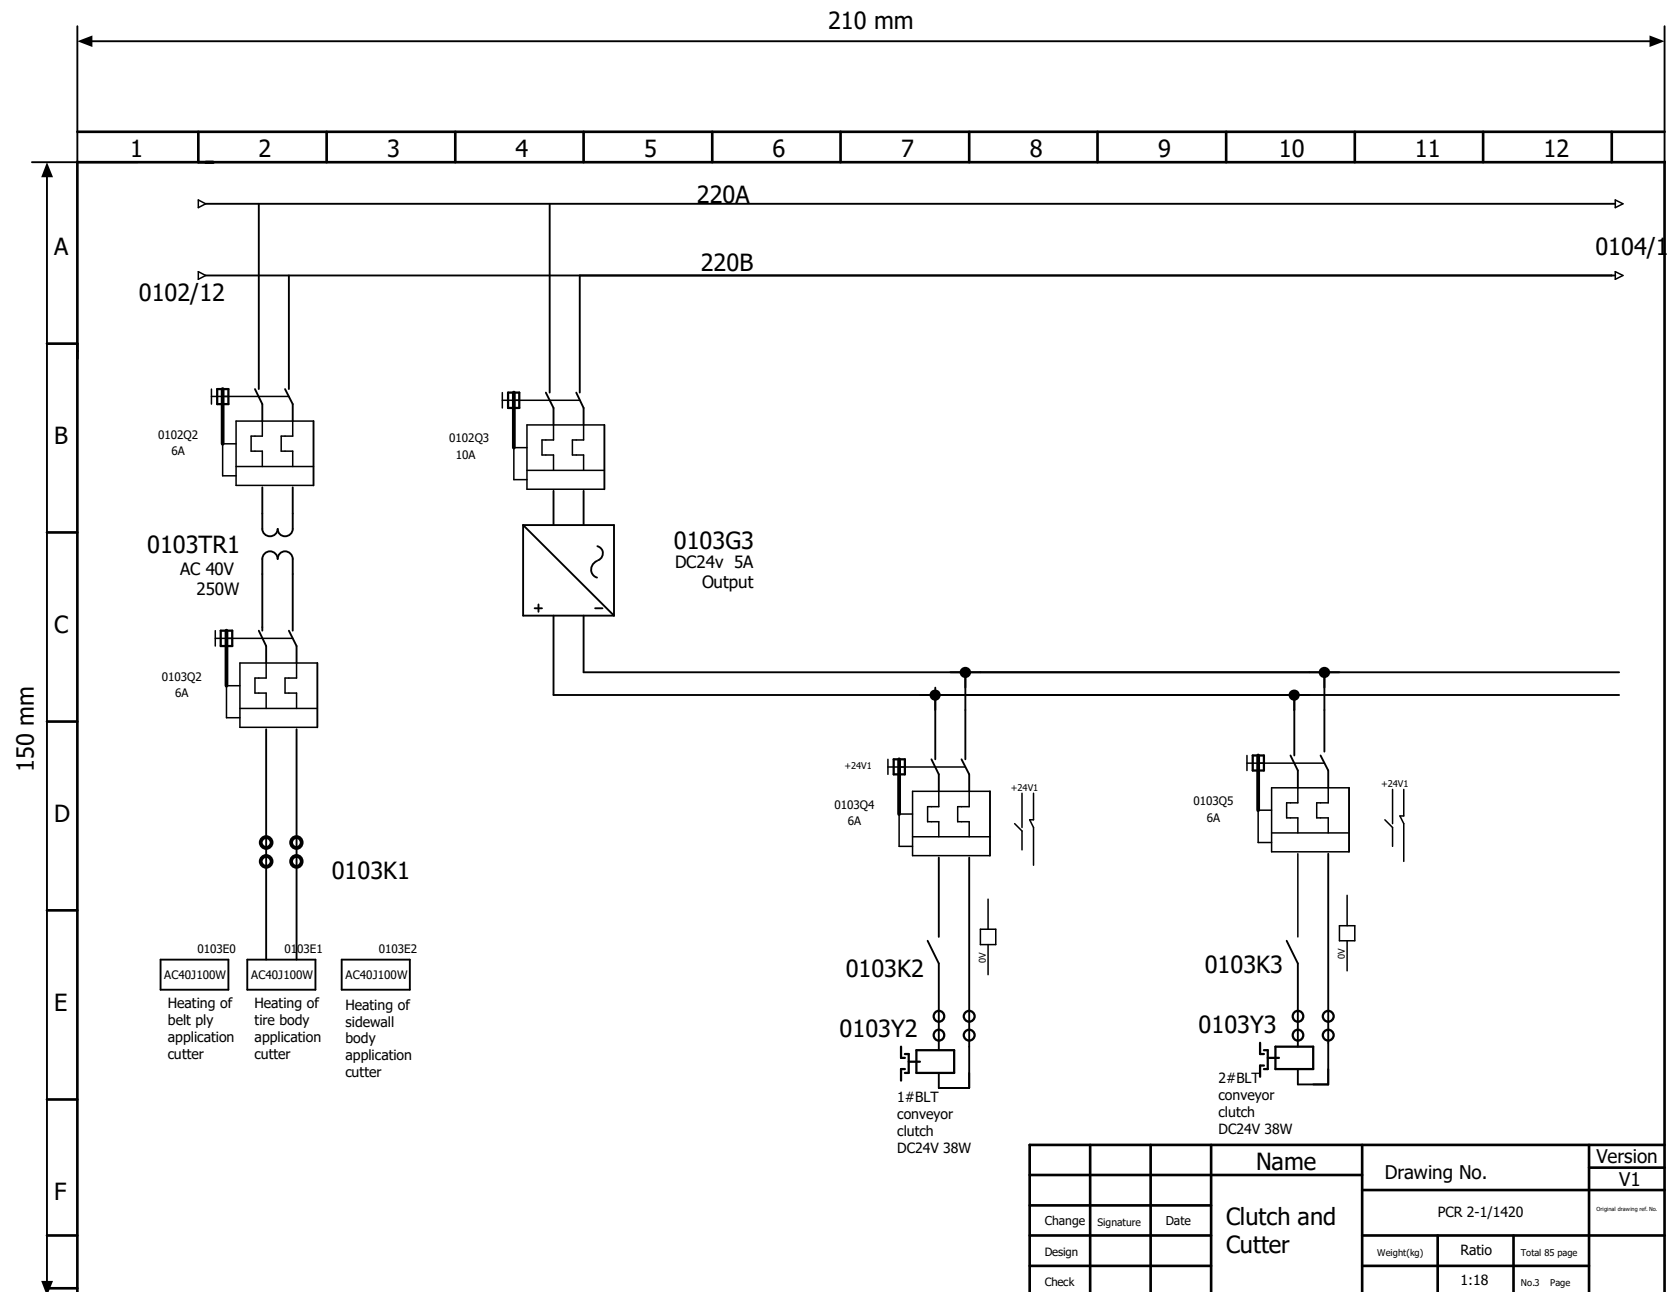 210 mm
1 2 3 4 5 6 7 8 9 10 11 12
220A
A
0104/1
220B
0102/12
B
0102Q2
6A
0102Q3
10A
0103TR1
AC 40V
250W
0103G3
DC24v 5A
Output
+
−
C
0103Q2
6A
150 mm
+24V1
+24V1
+24V1
D
0103Q4
6A
0103Q5
6A
0103K1
0103E0
0103E1
0103E2
AC40J100W
AC40J100W
AC40J100W
0V
0V
0103K2
0103K3
E
Heating of
belt ply
application
cutter
Heating of
tire body
application
cutter
Heating of
sidewall
body
application
cutter
0103Y2
0103Y3
1#BLT
conveyor
clutch
DC24V 38W
2#BLT
conveyor
clutch
DC24V 38W
F
Name
Drawing No.
Version
V1
Change
Signature
Date
Clutch and
Cutter
PCR 2-1/1420
Original drawing ref. No.
Design
Weight(kg)
Ratio
Total 85 page
Check
1:18
No.3 Page